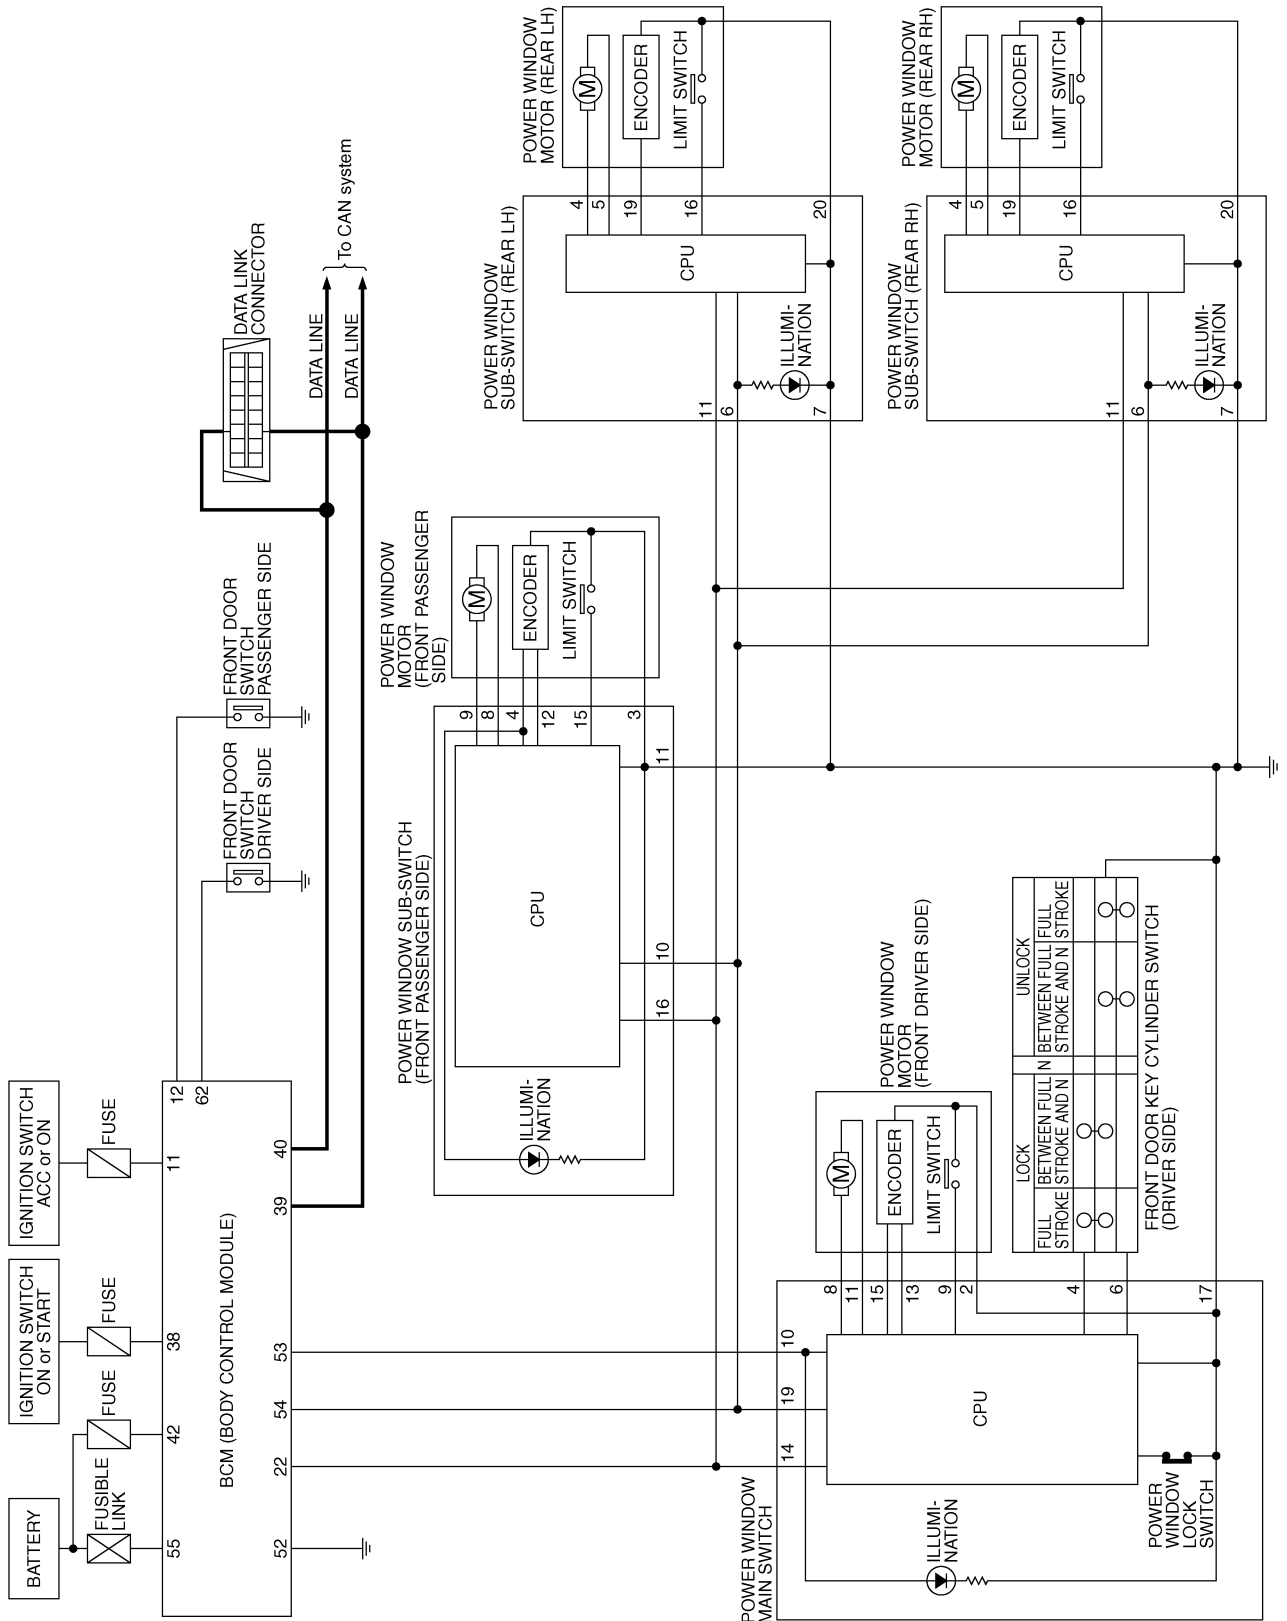 BATTERY
IGNITION SWITCH
ON or START
IGNITION SWITCH
ACC or ON
FUSIBLE
LINK
FUSE
FUSE
FUSE
55
42
38
11
12
62
BCM (BODY CONTROL MODULE)
52
22
54
53
39
40
FRONT DOOR
SWITCH
DRIVER SIDE
FRONT DOOR
SWITCH
PASSENGER SIDE
DATA LINK
CONNECTOR
DATA LINE
DATA LINE
To CAN system
POWER WINDOW SUB-SWITCH
(FRONT PASSENGER SIDE)
ILLUMI-
NATION
CPU
9
8
4
12
15
3
16
10
11
POWER WINDOW
MOTOR
(FRONT PASSENGER
SIDE)
M
ENCODER
LIMIT SWITCH
POWER WINDOW
SUB-SWITCH (REAR LH)
11
6
7
ILLUMI-
NATION
CPU
4
5
19
16
20
POWER WINDOW
MOTOR (REAR LH)
M
ENCODER
LIMIT SWITCH
POWER WINDOW
SUB-SWITCH (REAR RH)
11
6
7
ILLUMI-
NATION
CPU
4
5
19
16
20
POWER WINDOW
MOTOR (REAR RH)
M
ENCODER
LIMIT SWITCH
POWER WINDOW
MAIN SWITCH
14
19
10
ILLUMI-
NATION
CPU
POWER
WINDOW
LOCK
SWITCH
8
11
15
13
9
2
4
6
17
POWER WINDOW
MOTOR
(FRONT DRIVER SIDE)
M
ENCODER
LIMIT SWITCH
LOCK
UNLOCK
FULL
STROKE
BETWEEN FULL
STROKE AND N
N
BETWEEN FULL
STROKE AND N
FULL
STROKE
FRONT DOOR KEY CYLINDER SWITCH
(DRIVER SIDE)